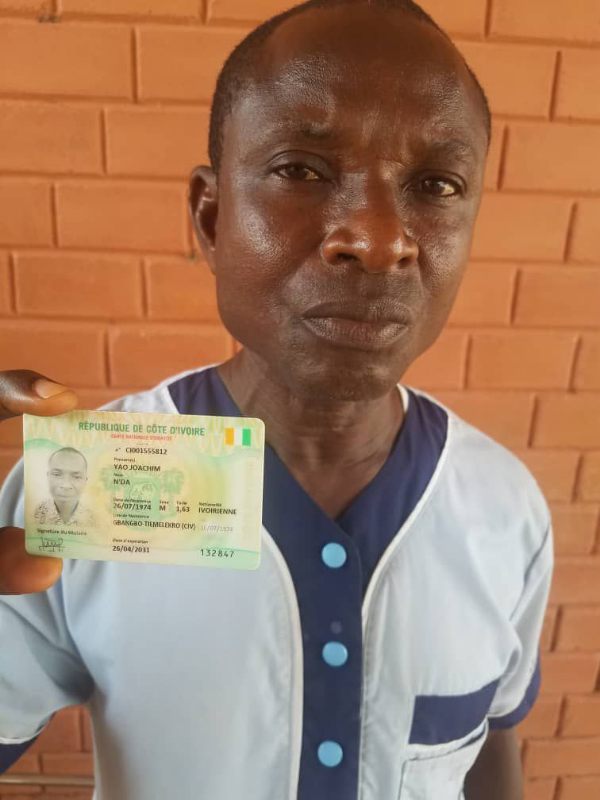 RÉPUBLIQUE DE CÔTE D'IVOIRE
CARTE NATIONALE D'IDENTITÉ
n° CI001555812
Prénom(s)
YAO JOACHIM
Nom
N'DA
Date de Naissance Sexe Taille Nationalité
26/07/1974 M 1,63 IVOIRIENNE
Lieu de Naissance
GBANGBO-TIEMELEKRO (CIV)
Signature du titulaire
Date d'expiration
26/04/2031
132847